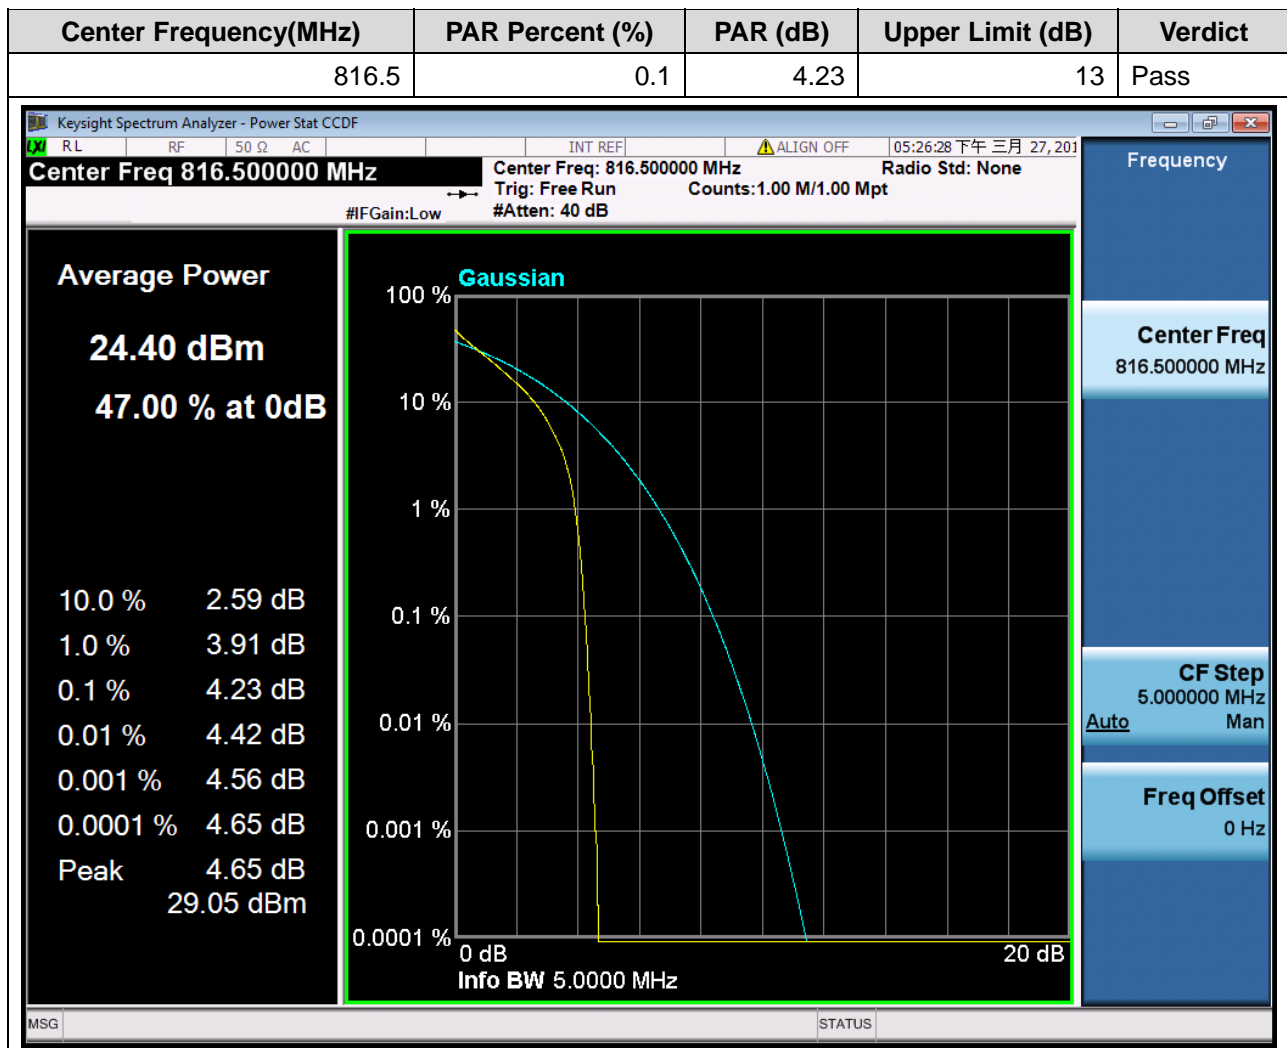 Center Frequency(MHz) PAR Percent (%) PAR (dB) Upper Limit (dB) Verdict
816.5 0.1 4.23 13 Pass
Keysight Spectrum Analyzer - Power Stat CCDF
LXI RL RF 50 Ω AC INT REF ALIGN OFF 05:26:28 下午 三月 27, 201
Center Freq 816.500000 MHz
Center Freq: 816.500000 MHz Radio Std: None
Trig: Free Run Counts:1.00 M/1.00 Mpt
#IFGain:Low #Atten: 40 dB
Average Power
24.40 dBm
47.00 % at 0dB
10.0 % 2.59 dB
1.0 % 3.91 dB
0.1 % 4.23 dB
0.01 % 4.42 dB
0.001 % 4.56 dB
0.0001 % 4.65 dB
Peak 4.65 dB
29.05 dBm
Gaussian
100 %
10 %
1 %
0.1 %
0.01 %
0.001 %
0.0001 %
0 dB 20 dB
Info BW 5.0000 MHz
Frequency
Center Freq
816.500000 MHz
CF Step
5.000000 MHz
Auto Man
Freq Offset
0 Hz
MSG STATUS